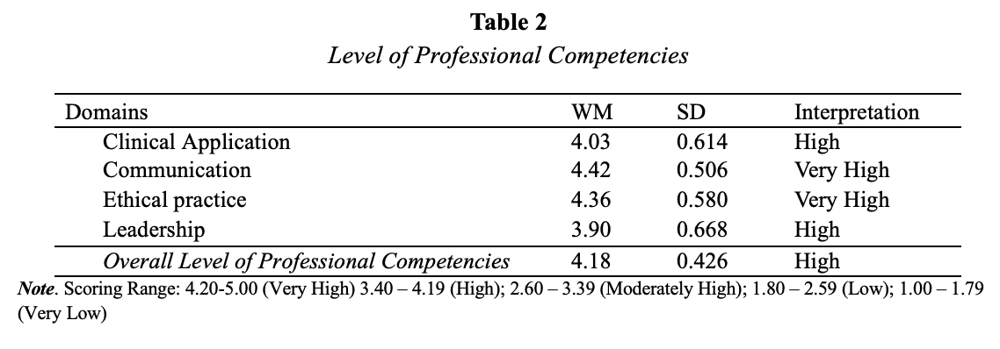 Table 2
Level of Professional Competencies
Domains WM SD Interpretation
Clinical Application 4.03 0.614 High
Communication 4.42 0.506 Very High
Ethical practice 4.36 0.580 Very High
Leadership 3.90 0.668 High
Overall Level of Professional Competencies 4.18 0.426 High
Note. Scoring Range: 4.20-5.00 (Very High) 3.40 – 4.19 (High); 2.60 – 3.39 (Moderately High); 1.80 – 2.59 (Low); 1.00 – 1.79
(Very Low)